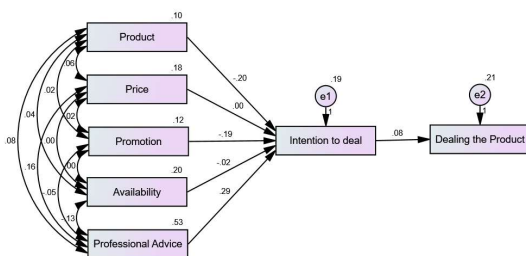 .10
Product
.18
Price
.12
Promotion
.20
Availability
.53
Professional Advice
.06
.02
.02
.04
.00
.08
.16
.00
-.05
-.13
-.20
.00
-.19
-.02
.29
.19
e1
1
Intention to deal
.08
.21
e2
1
Dealing the Product